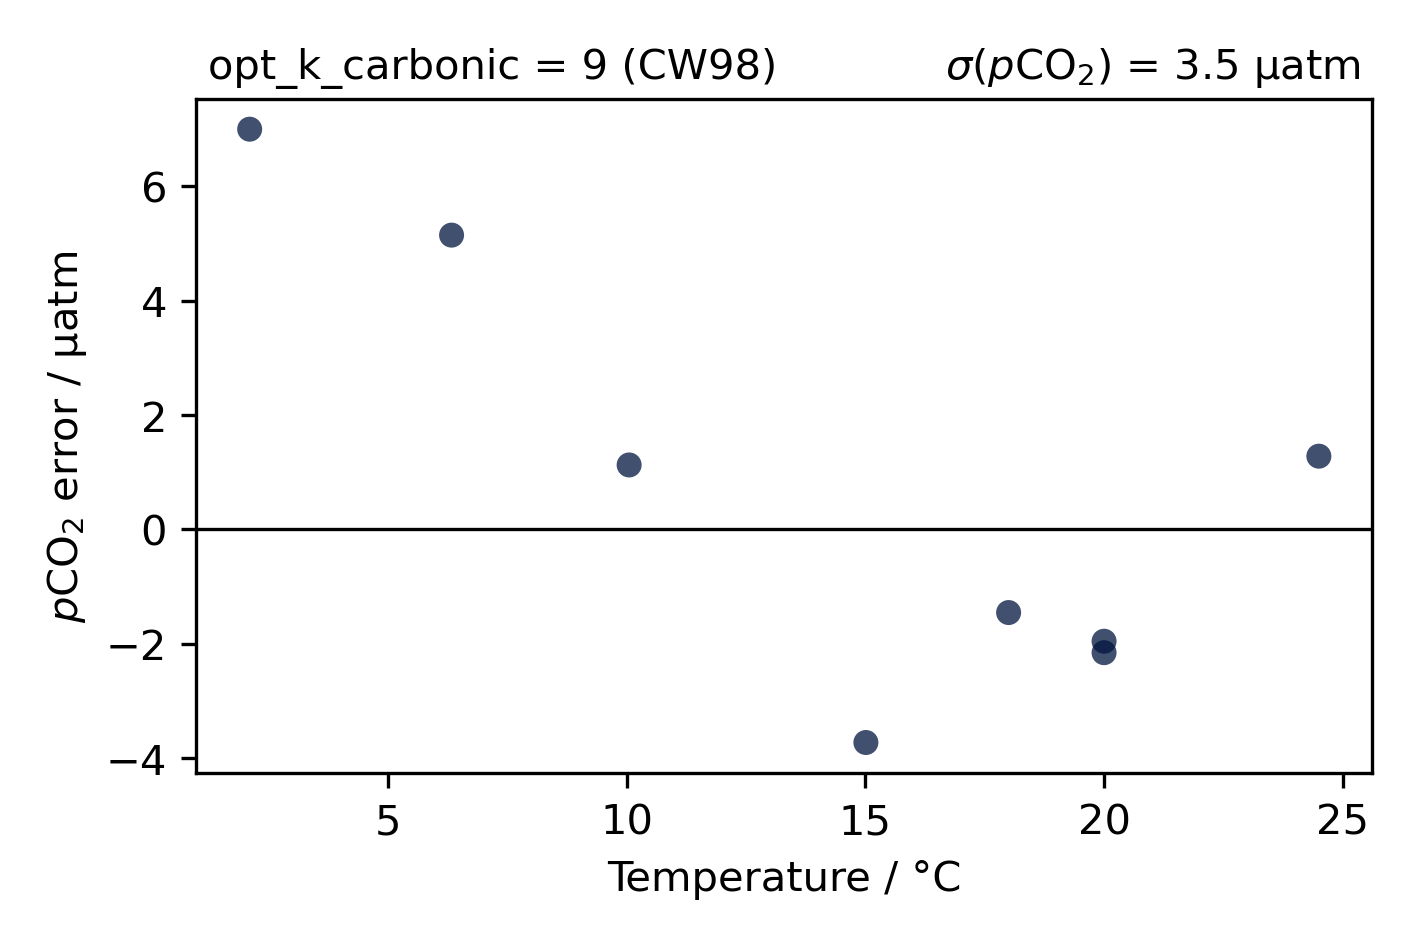 opt_k_carbonic = 9 (CW98)
σ(pCO₂) = 3.5 µatm
pCO₂ error / µatm
6
4
2
0
−2
−4
5
10
15
20
25
Temperature / °C